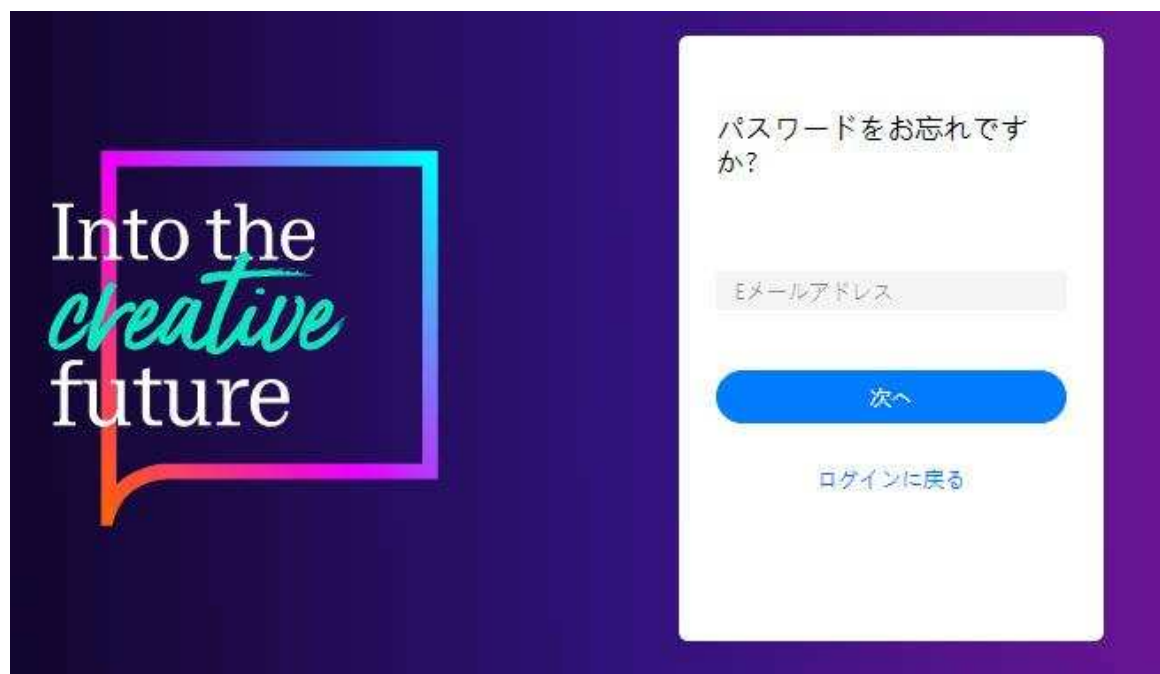 Into the
creative
future
パスワードをお忘れです
か?
Eメールアドレス
次へ
ログインに戻る